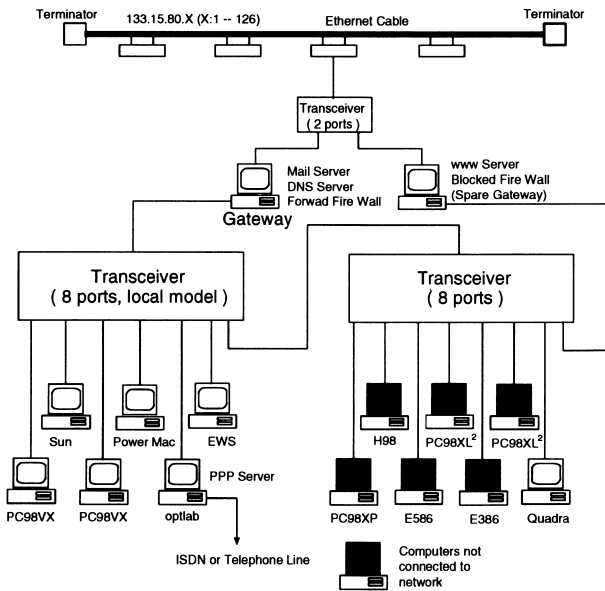 Terminator
133.15.80.X (X:1 -- 126)
Ethernet Cable
Terminator
Transceiver
( 2 ports )
Mail Server
DNS Server
Forwad Fire Wall
Gateway
www Server
Blocked Fire Wall
(Spare Gateway)
Transceiver
( 8 ports, local model )
Transceiver
( 8 ports )
Sun
Power Mac
EWS
H98
PC98XL²
PC98XL²
PPP Server
PC98VX
PC98VX
optlab
PC98XP
E586
E386
Quadra
ISDN or Telephone Line
Computers not
connected to
network